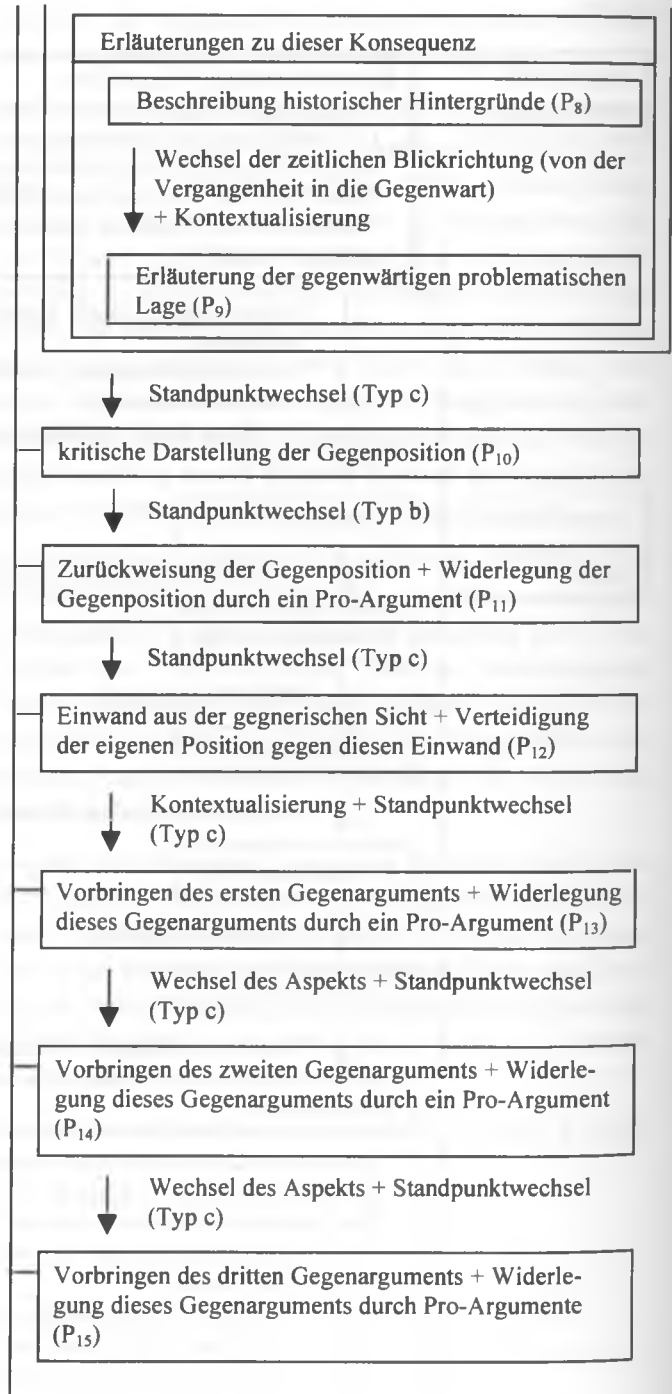 Erläuterungen zu dieser Konsequenz
Beschreibung historischer Hintergründe (P₈)
Wechsel der zeitlichen Blickrichtung (von der
Vergangenheit in die Gegenwart)
+ Kontextualisierung
Erläuterung der gegenwärtigen problematischen
Lage (P₉)
Standpunktwechsel (Typ c)
kritische Darstellung der Gegenposition (P₁₀)
Standpunktwechsel (Typ b)
Zurückweisung der Gegenposition + Widerlegung der
Gegenposition durch ein Pro-Argument (P₁₁)
Standpunktwechsel (Typ c)
Einwand aus der gegnerischen Sicht + Verteidigung
der eigenen Position gegen diesen Einwand (P₁₂)
Kontextualisierung + Standpunktwechsel
(Typ c)
Vorbringen des ersten Gegenarguments + Widerlegung
dieses Gegenarguments durch ein Pro-Argument (P₁₃)
Wechsel des Aspekts + Standpunktwechsel
(Typ c)
Vorbringen des zweiten Gegenarguments + Widerle-
gung dieses Gegenarguments durch ein Pro-Argument
(P₁₄)
Wechsel des Aspekts + Standpunktwechsel
(Typ c)
Vorbringen des dritten Gegenarguments + Widerle-
gung dieses Gegenarguments durch Pro-Argumente
(P₁₅)